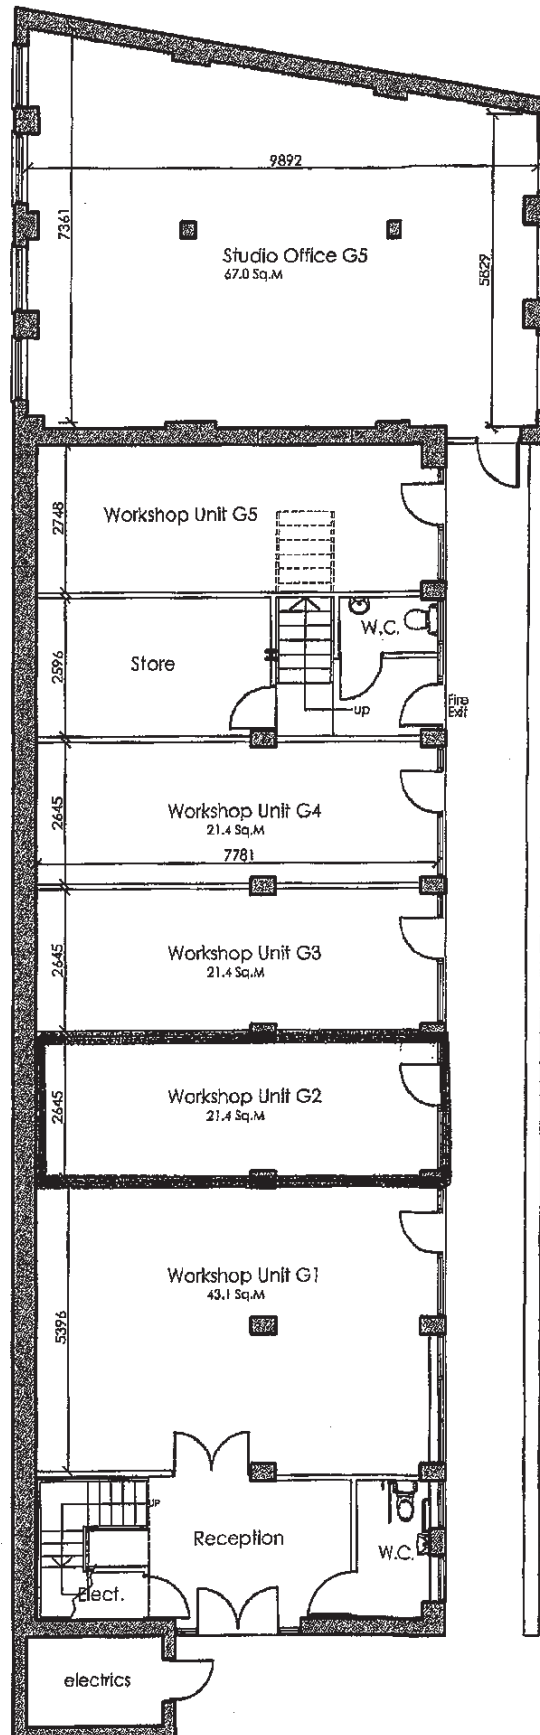 9892
7361
Studio Office G5
67.0 Sq.M
5829
Workshop Unit G5
2748
W.C.
Store
2596
up
Fire
Exit
Workshop Unit G4
21.4 Sq.M
2645
7781
Workshop Unit G3
21.4 Sq.M
2645
Workshop Unit G2
21.4 Sq.M
2645
Workshop Unit G1
43.1 Sq.M
5396
UP
Reception
W.C.
Elect.
electrics